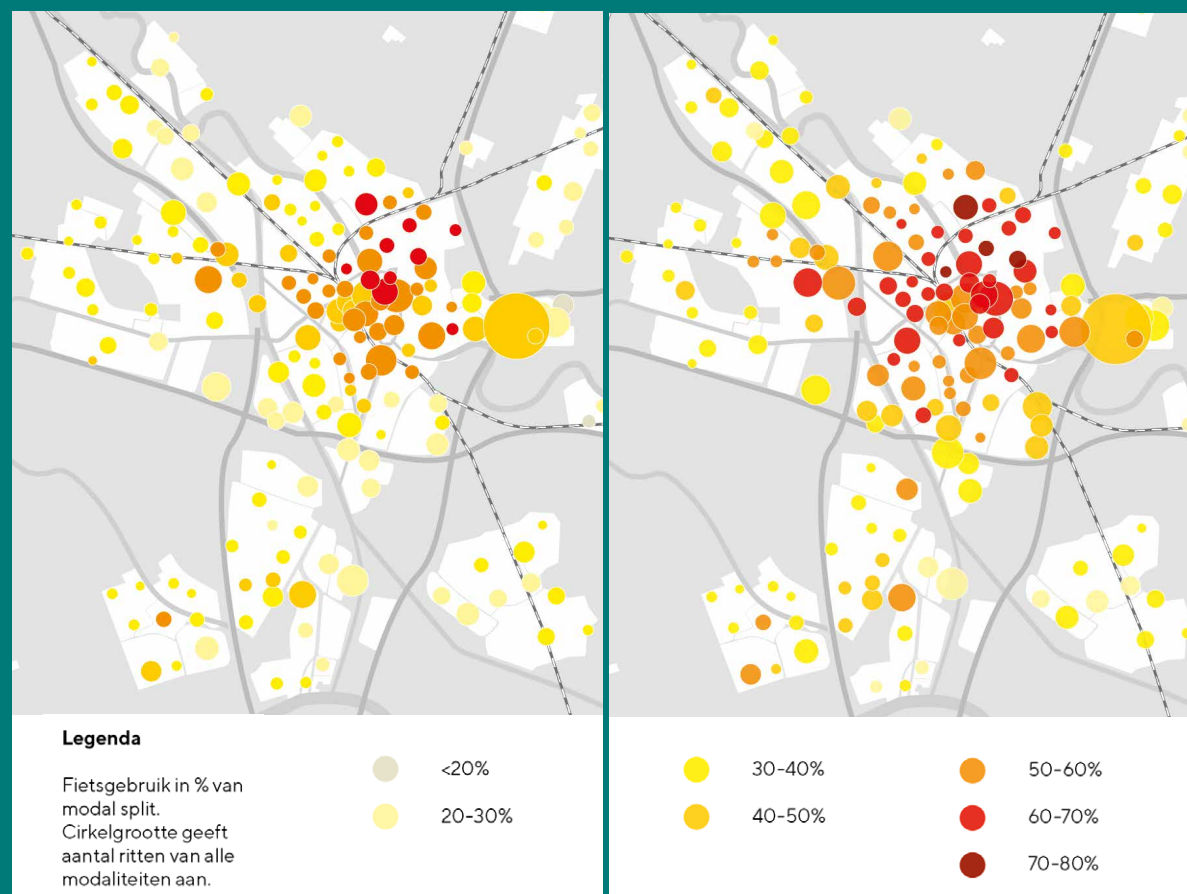 Legenda
Fietsgebruik in % van
modal split.
Cirkelgrootte geeft
aantal ritten van alle
modaliteiten aan.
<20%
20-30%
30-40%
40-50%
50-60%
60-70%
70-80%